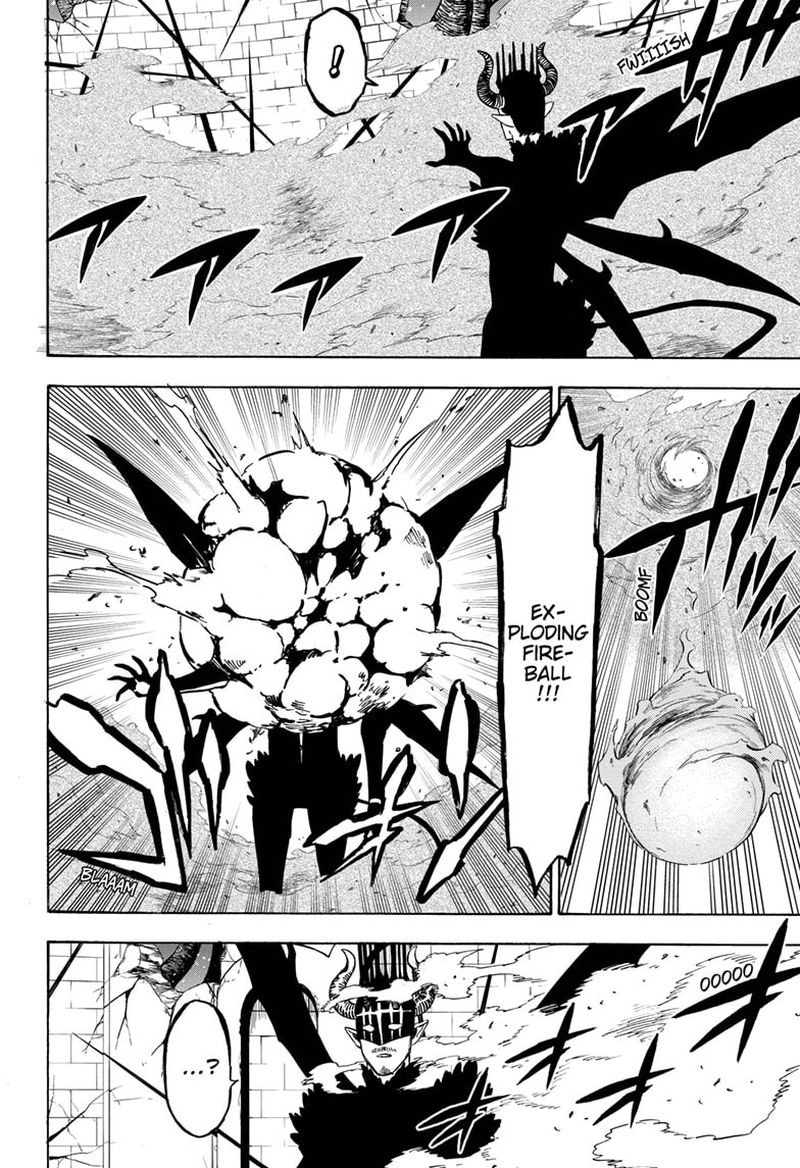 FWIIIISH
!
BOOMF
EX-
PLODING
FIRE-
BALL
!!!
BLAAAM
OOOOO
...?